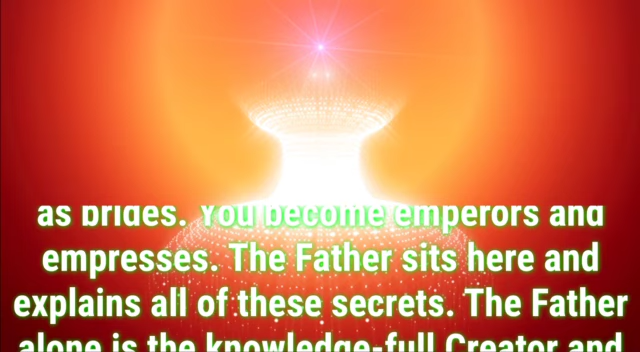 as brides. You become emperors and
empresses. The Father sits here and
explains all of these secrets. The Father
alone is the knowledge-full Creator and